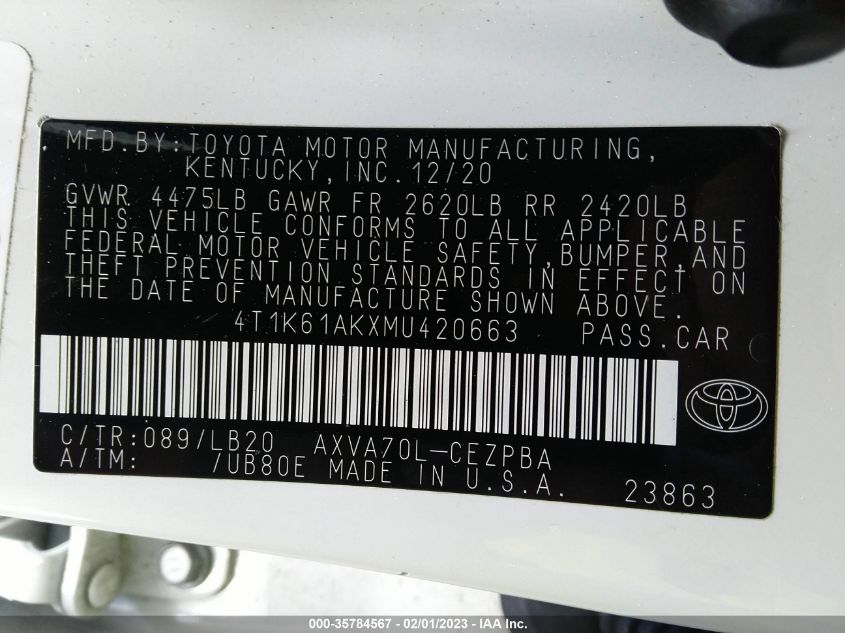 MFD.BY:TOYOTA MOTOR MANUFACTURING,
KENTUCKY,INC.12/20
GVWR 4475LB GAWR FR 2620LB RR 2420LB
THIS VEHICLE CONFORMS TO ALL APPLICABLE
FEDERAL MOTOR VEHICLE SAFETY,BUMPER,AND
THEFT PREVENTION STANDARDS IN EFFECT ON
THE DATE OF MANUFACTURE SHOWN ABOVE.
4T1K61AKXMU420663 PASS.CAR
C/TR:089/LB20 AXVA70L-CEZPBA
A/TM: /UB80E MADE IN U.S.A. 23863
000-35784567 - 02/01/2023 - IAA Inc.